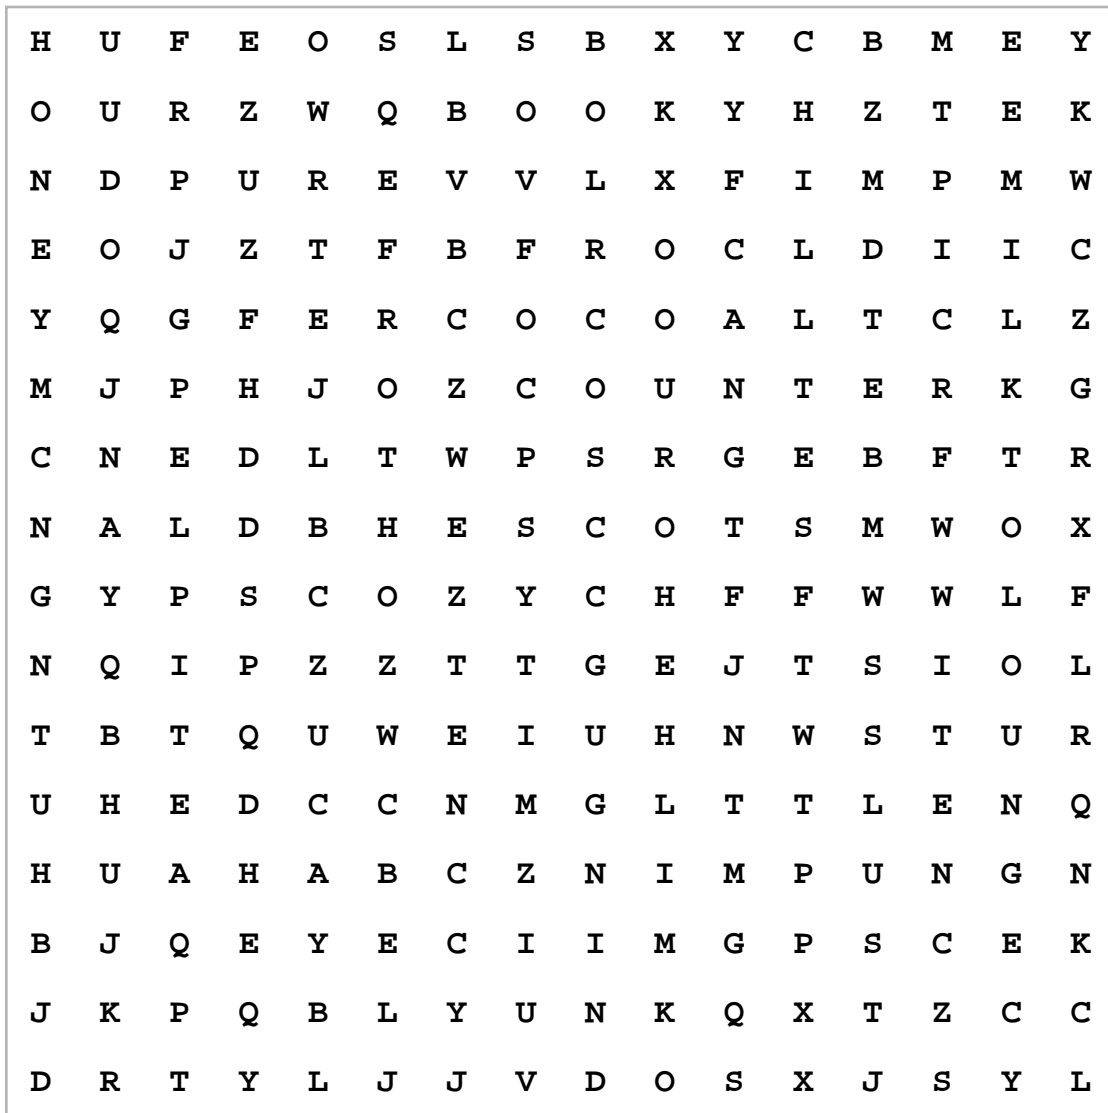 H U F E O S L S B X Y C B M E Y
O U R Z W Q B O O K Y H Z T E K
N D P U R E V V L X F I M P M W
E O J Z T F B F R O C L D I I C
Y Q G F E R C O C O A L T C L Z
M J P H J O Z C O U N T E R K G
C N E D L T W P S R G E B F T R
N A L D B H E S C O T S M W O X
G Y P S C O Z Y C H F F W W L F
N Q I P Z Z T T G E J T S I O L
T B T Q U W E I U H N W S T U R
U H E D C C N M G L T T L E N Q
H U A H A B C Z N I M P U N G N
B J Q E Y E C I I M G P S C E K
J K P Q B L Y U N K Q X T Z C C
D R T Y L J J V D O S X J S Y L